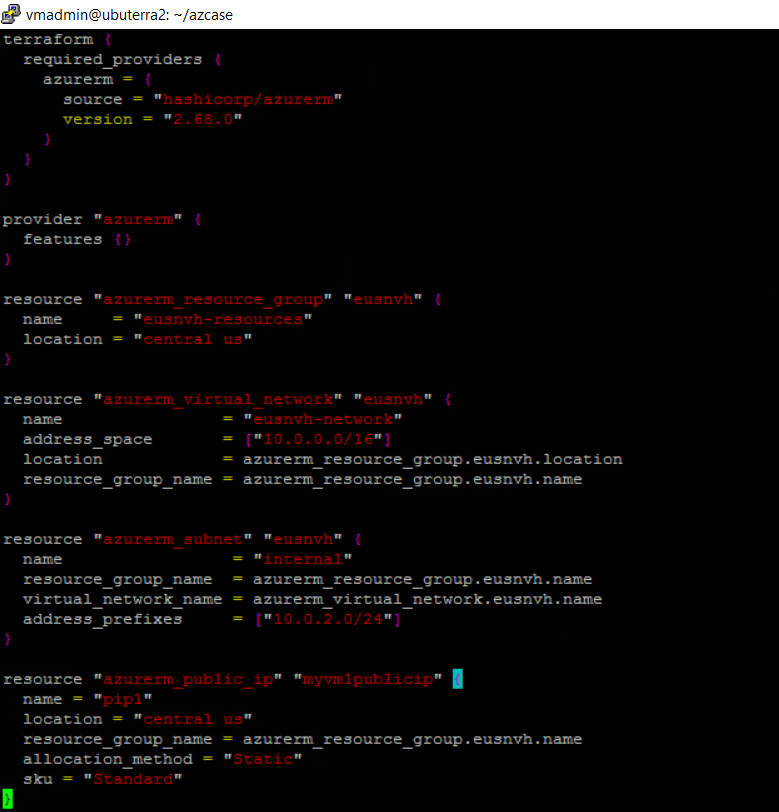 vmadmin@ubuterra2: ~/azcase
terraform {
  required_providers {
    azurerm = {
      source = "hashicorp/azurerm"
      version = "2.68.0"
    }
  }
}

provider "azurerm" {
  features {}
}

resource "azurerm_resource_group" "eusnvh" {
  name     = "eusnvh-resources"
  location = "central us"
}

resource "azurerm_virtual_network" "eusnvh" {
  name                = "eusnvh-network"
  address_space       = ["10.0.0.0/16"]
  location            = azurerm_resource_group.eusnvh.location
  resource_group_name = azurerm_resource_group.eusnvh.name
}

resource "azurerm_subnet" "eusnvh" {
  name                 = "internal"
  resource_group_name  = azurerm_resource_group.eusnvh.name
  virtual_network_name = azurerm_virtual_network.eusnvh.name
  address_prefixes     = ["10.0.2.0/24"]
}

resource "azurerm_public_ip" "myvm1publicip" {
  name = "pip1"
  location = "central us"
  resource_group_name = azurerm_resource_group.eusnvh.name
  allocation_method = "Static"
  sku = "Standard"
}